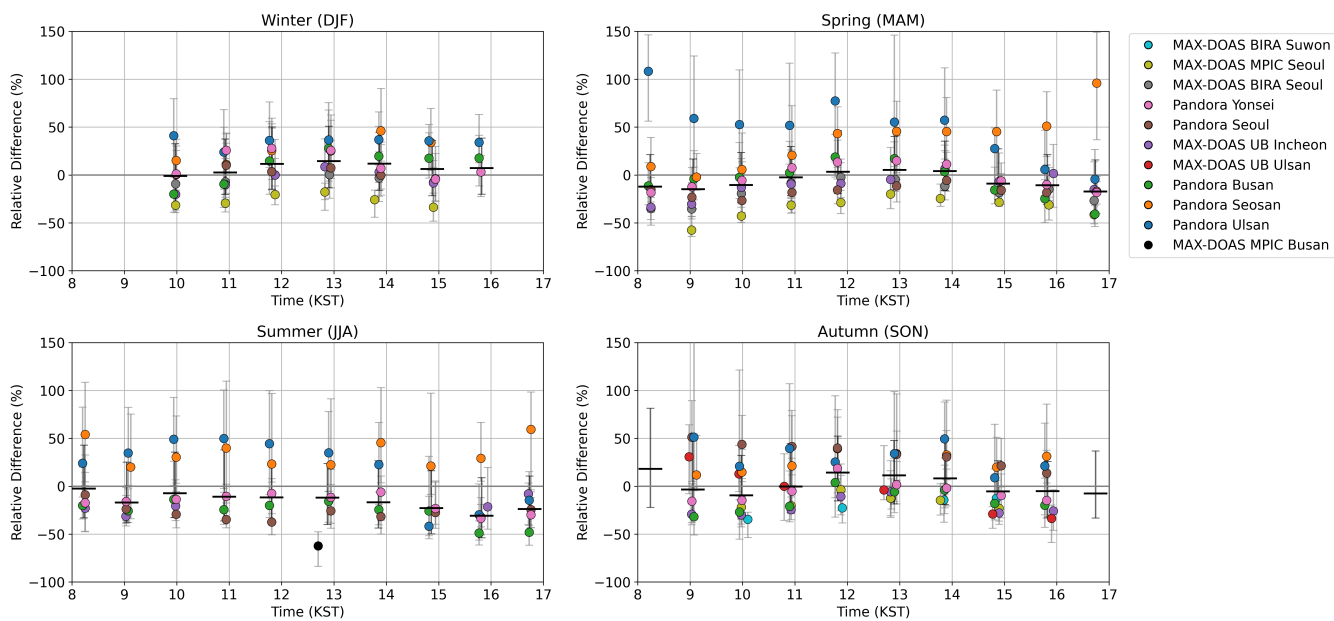 Winter (DJF)
150
100
50
0
−50
−100
Relative Difference (%)
8 9 10 11 12 13 14 15 16 17
Time (KST)
Spring (MAM)
150
100
50
0
−50
−100
Relative Difference (%)
8 9 10 11 12 13 14 15 16 17
Time (KST)
MAX-DOAS BIRA Suwon
MAX-DOAS MPIC Seoul
MAX-DOAS BIRA Seoul
Pandora Yonsei
Pandora Seoul
MAX-DOAS UB Incheon
MAX-DOAS UB Ulsan
Pandora Busan
Pandora Seosan
Pandora Ulsan
MAX-DOAS MPIC Busan
Summer (JJA)
150
100
50
0
−50
−100
Relative Difference (%)
8 9 10 11 12 13 14 15 16 17
Time (KST)
Autumn (SON)
150
100
50
0
−50
−100
Relative Difference (%)
8 9 10 11 12 13 14 15 16 17
Time (KST)